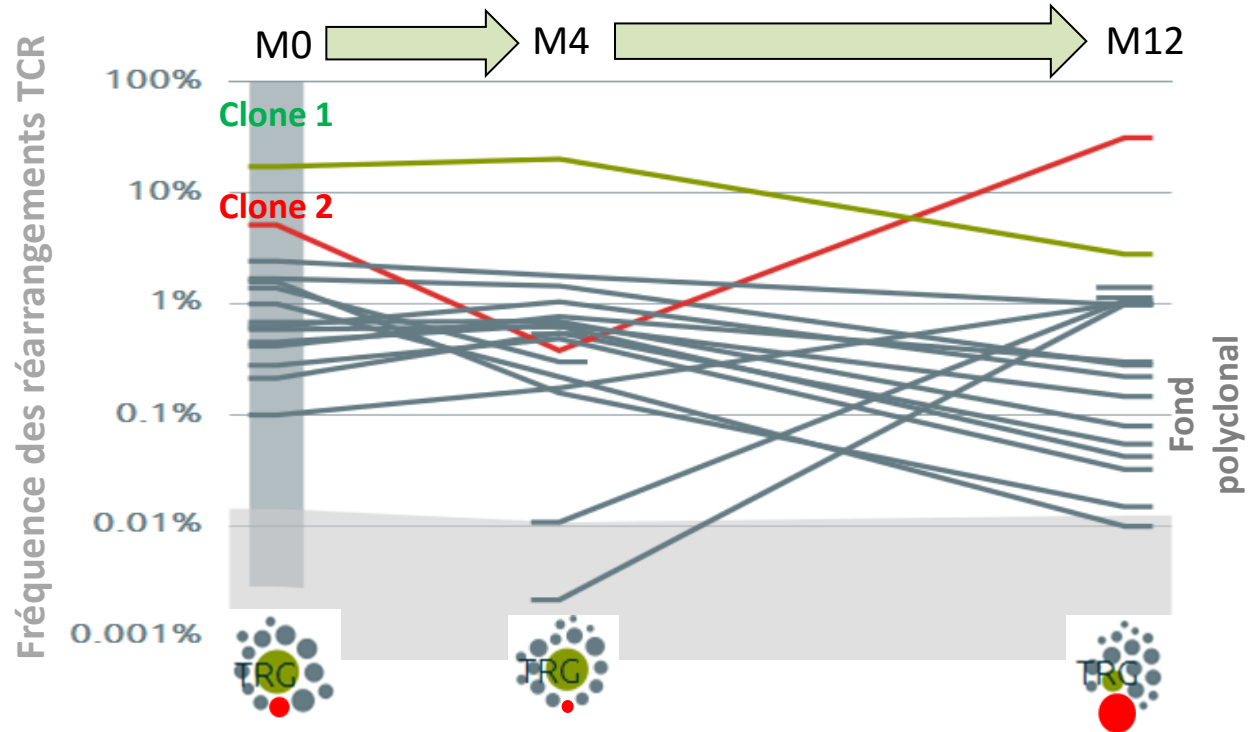 M0
M4
M12
Fréquence des réarrangements TCR
100%
Clone 1
10%
Clone 2
1%
0.1%
0.01%
0.001%
Fond
polyclonal
TRG
TRG
TRG